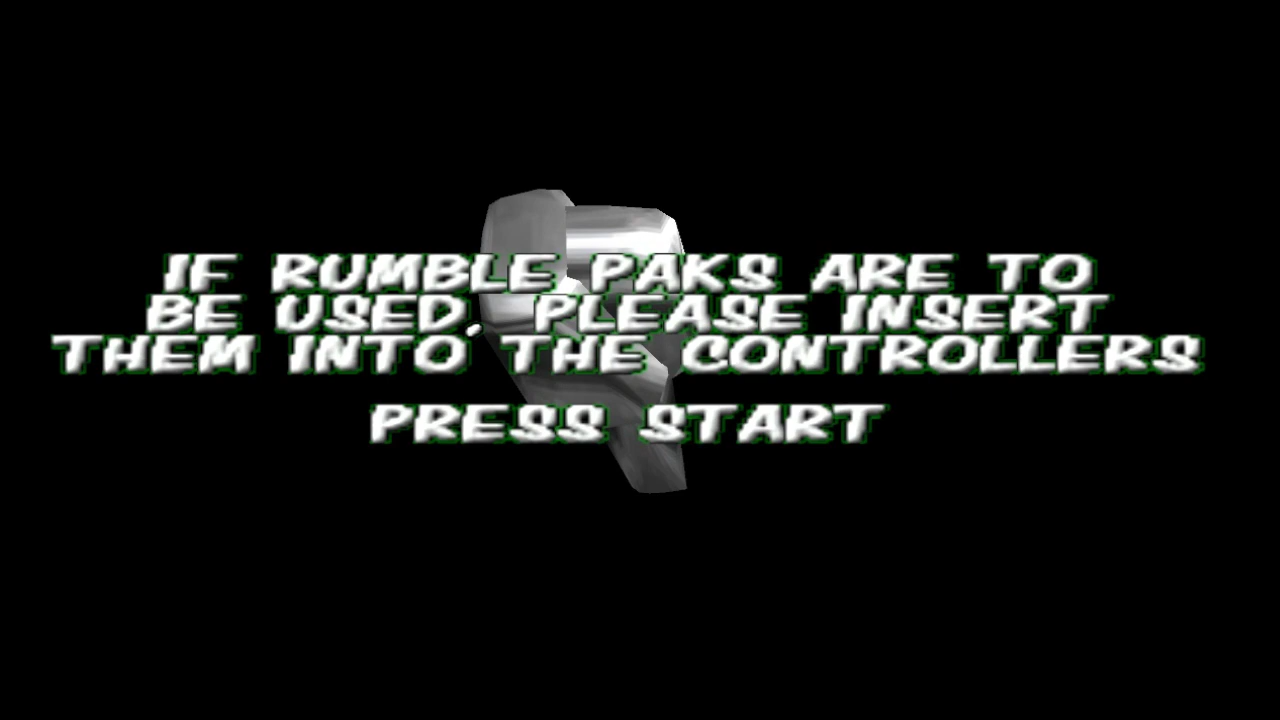 IF RUMBLE PAKS ARE TO
BE USED, PLEASE INSERT
THEM INTO THE CONTROLLERS
PRESS START